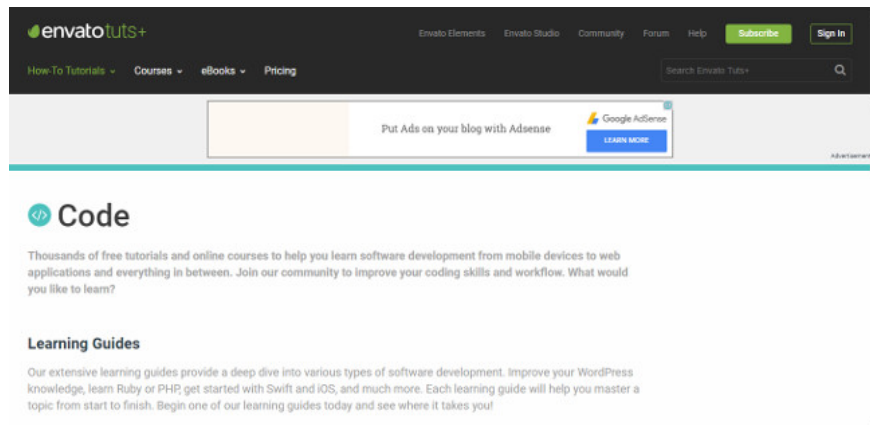 envatotuts+
Envato Elements Envato Studio Community Forum Help Subscribe Sign In
How-To Tutorials Courses eBooks Pricing Search Envato Tuts+
Put Ads on your blog with Adsense
Google AdSense
LEARN MORE
Advertisement
</> Code
Thousands of free tutorials and online courses to help you learn software development from mobile devices to web
applications and everything in between. Join our community to improve your coding skills and workflow. What would
you like to learn?
Learning Guides
Our extensive learning guides provide a deep dive into various types of software development. Improve your WordPress
knowledge, learn Ruby or PHP, get started with Swift and iOS, and much more. Each learning guide will help you master a
topic from start to finish. Begin one of our learning guides today and see where it takes you!